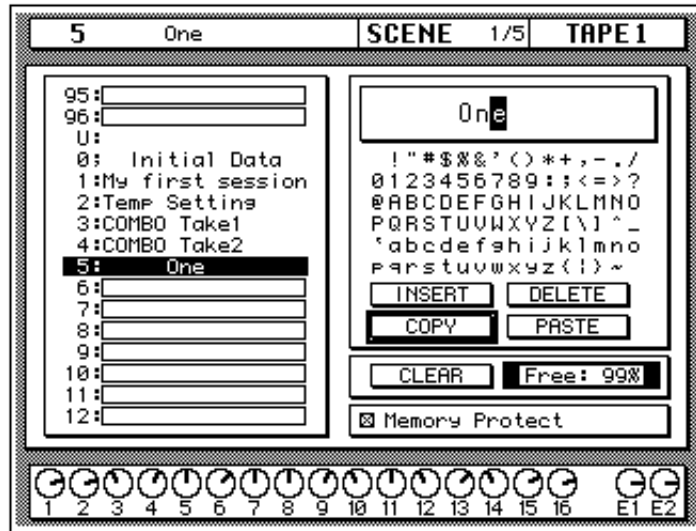 5 One SCENE 1/5 TAPE 1
95:
96:
U:
0; Initial Data
1:My first session
2:Temp Setting
3:COMBO Take1
4:COMBO Take2
5: One
6:
7:
8:
9:
10:
11:
12:
One
!"#$%&'()*+,-./
0123456789:;<=>?
@ABCDEFGHIJKLMNO
PQRSTUVWXYZ[\]^_
`abcdefghijklmno
pqrstuvwxyz{|}~
INSERT DELETE
COPY PASTE
CLEAR Free: 99%
☒ Memory Protect
1 2 3 4 5 6 7 8 9 10 11 12 13 14 15 16 E1 E2